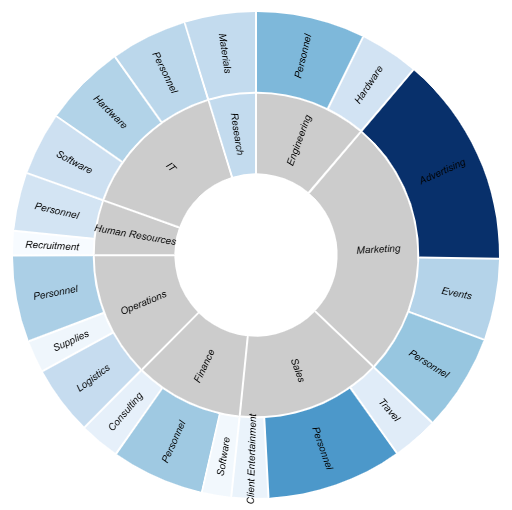 Personnel
Hardware
Advertising
Events
Personnel
Travel
Personnel
Client Entertainment
Software
Personnel
Consulting
Logistics
Supplies
Personnel
Recruitment
Personnel
Software
Hardware
Personnel
Materials
Engineering
Marketing
Sales
Finance
Operations
Human Resources
IT
Research